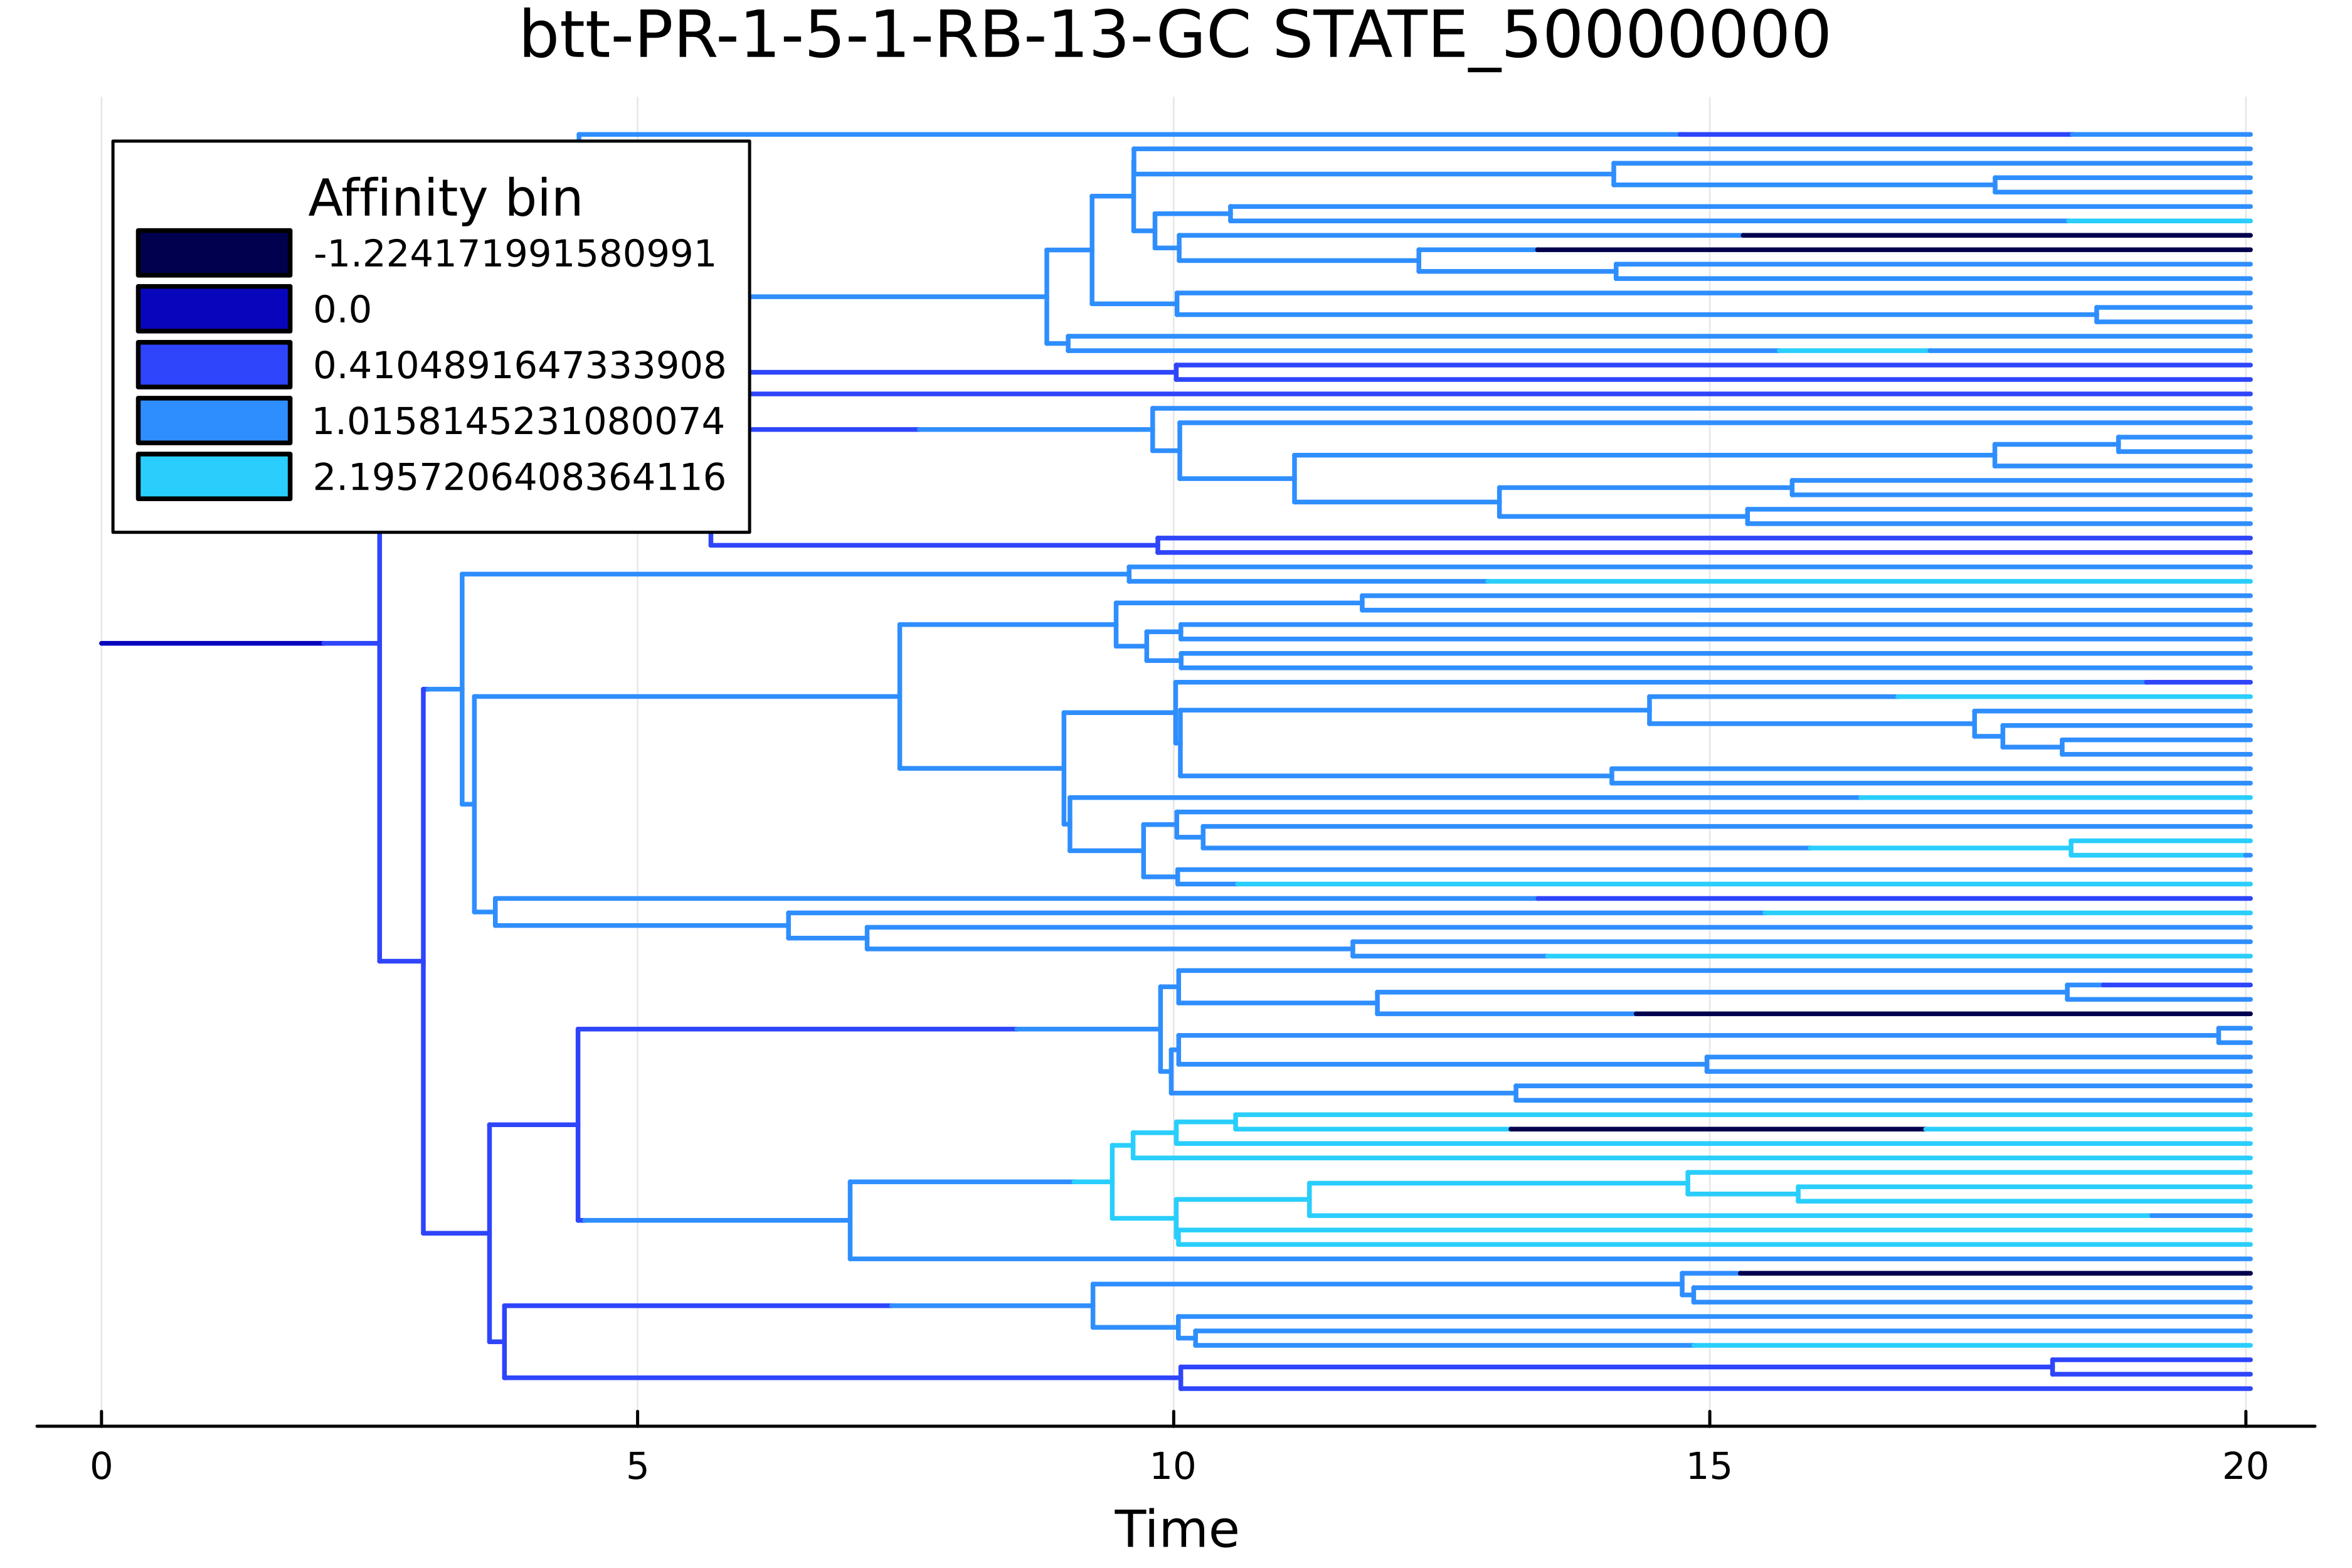 btt-PR-1-5-1-RB-13-GC STATE_50000000
Affinity bin
-1.224171991580991
0.0
0.4104891647333908
1.0158145231080074
2.1957206408364116
0 5 10 15 20
Time